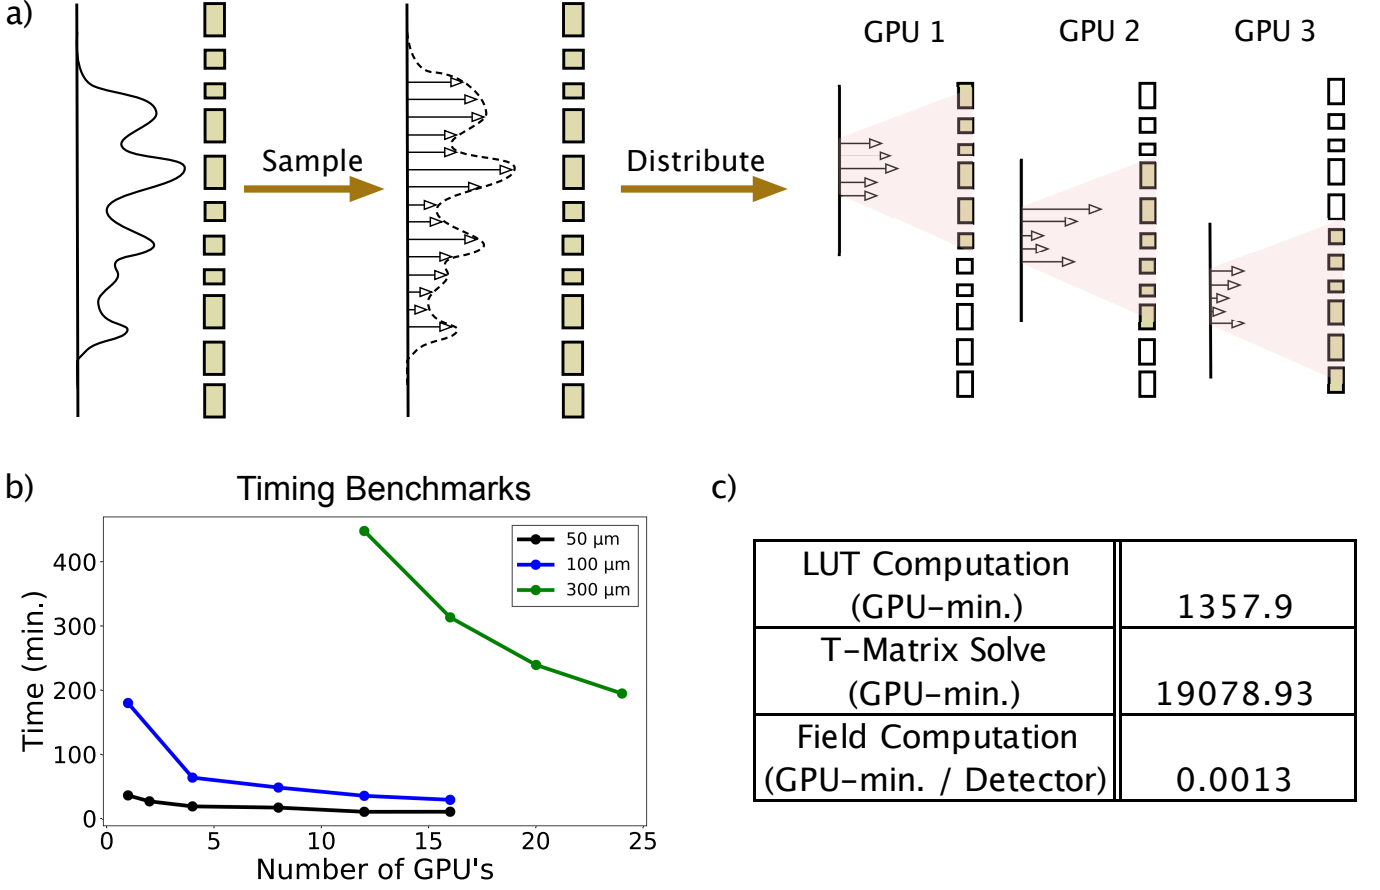 a)
GPU 1
GPU 2
GPU 3
Sample
Distribute
b)
Timing Benchmarks
Time (min.)
400
300
200
100
0
50 μm
100 μm
300 μm
0
5
10
15
20
25
Number of GPU's
c)
LUT Computation
(GPU-min.)
1357.9
T-Matrix Solve
(GPU-min.)
19078.93
Field Computation
(GPU-min. / Detector)
0.0013